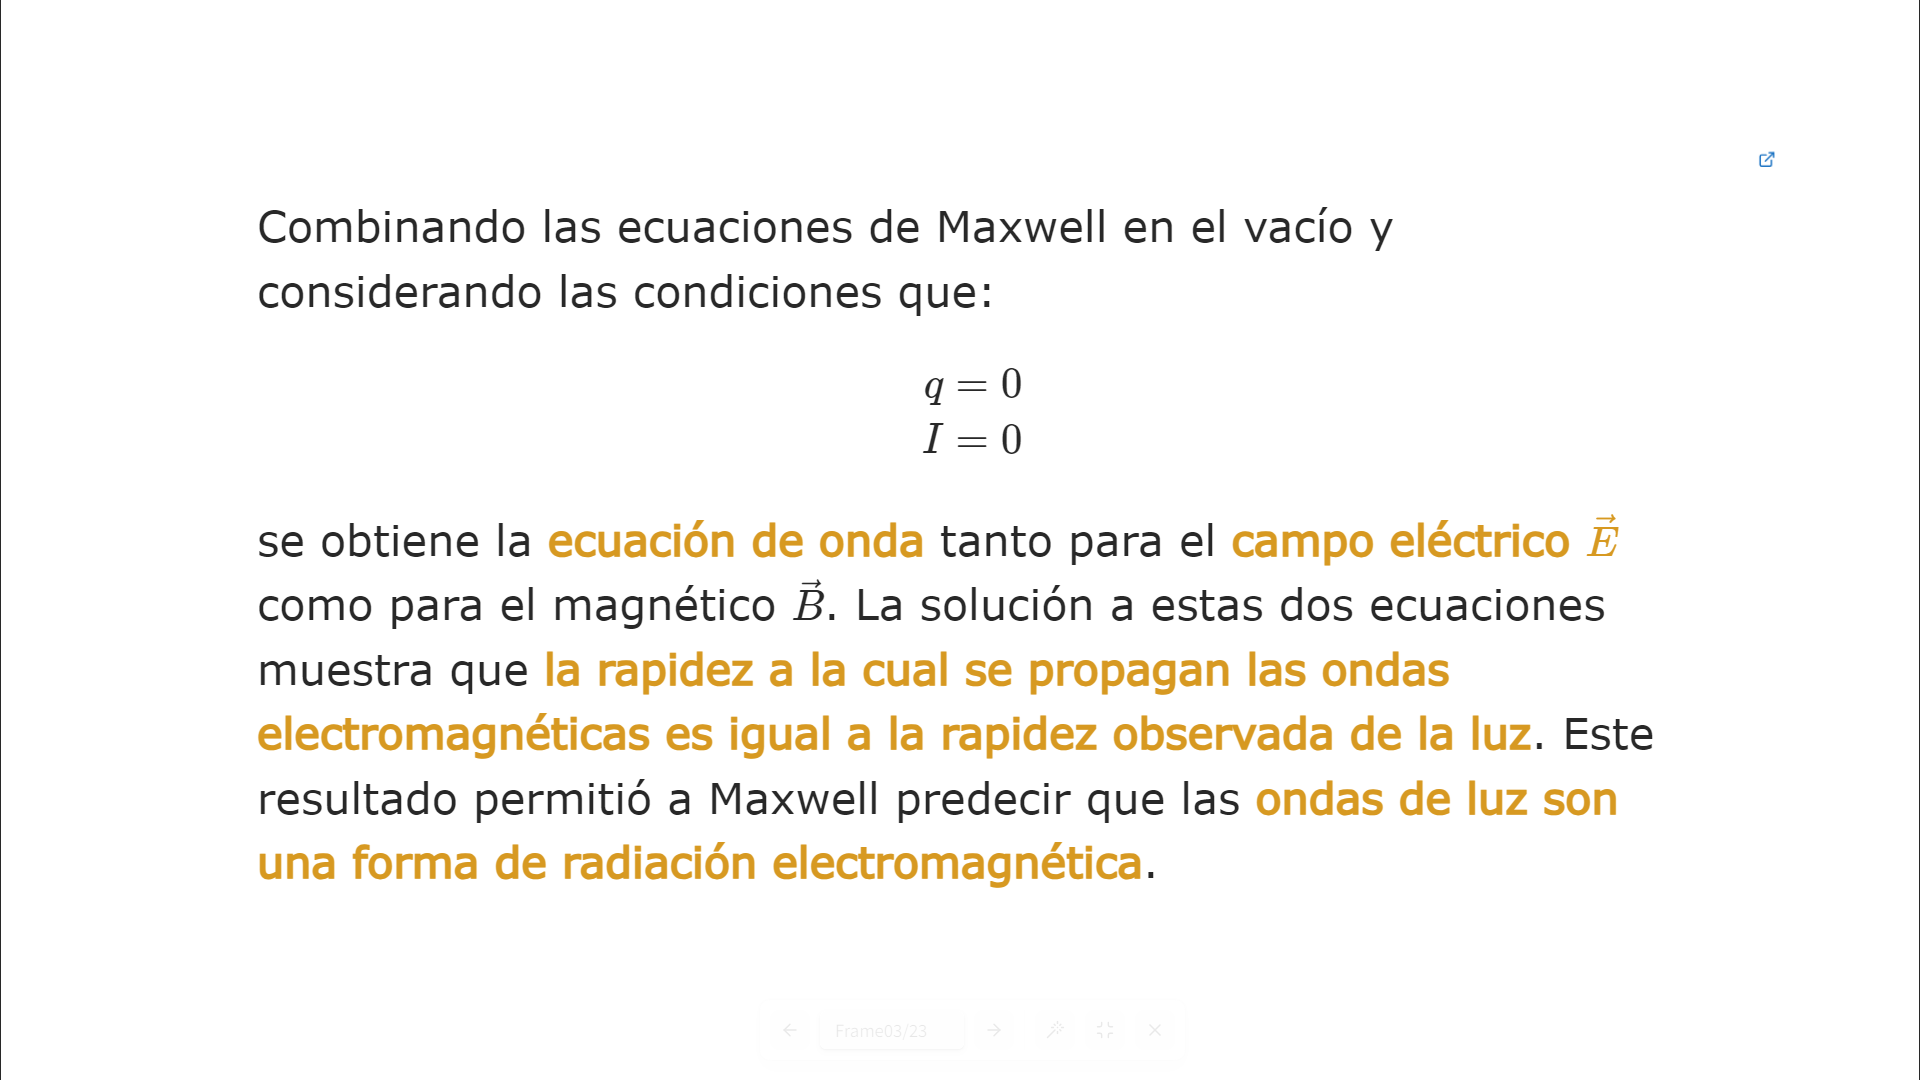 Combinando las ecuaciones de Maxwell en el vacío y
considerando las condiciones que:
q = 0
I = 0
se obtiene la ecuación de onda tanto para el campo eléctrico $\vec{E}$
como para el magnético $\vec{B}$. La solución a estas dos ecuaciones
muestra que la rapidez a la cual se propagan las ondas
electromagnéticas es igual a la rapidez observada de la luz. Este
resultado permitió a Maxwell predecir que las ondas de luz son
una forma de radiación electromagnética.
Frame03/23